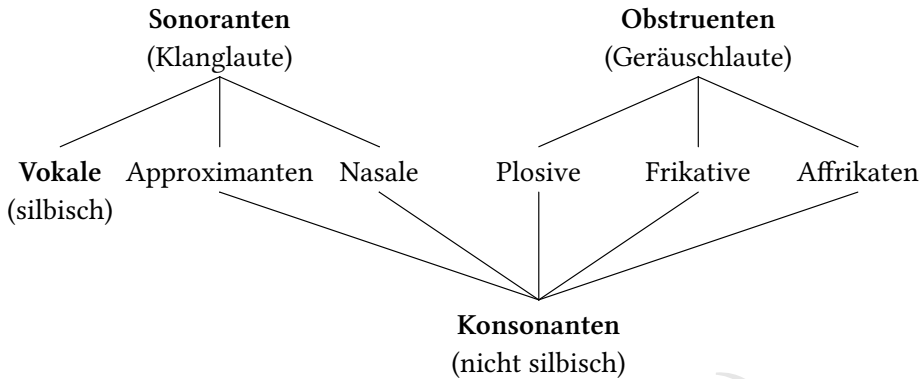 Sonoranten Obstruenten
(Klanglaute) (Geräuschlaute)
Vokale Approximanten Nasale Plosive Frikative Affrikaten
(silbisch)
Konsonanten
(nicht silbisch)